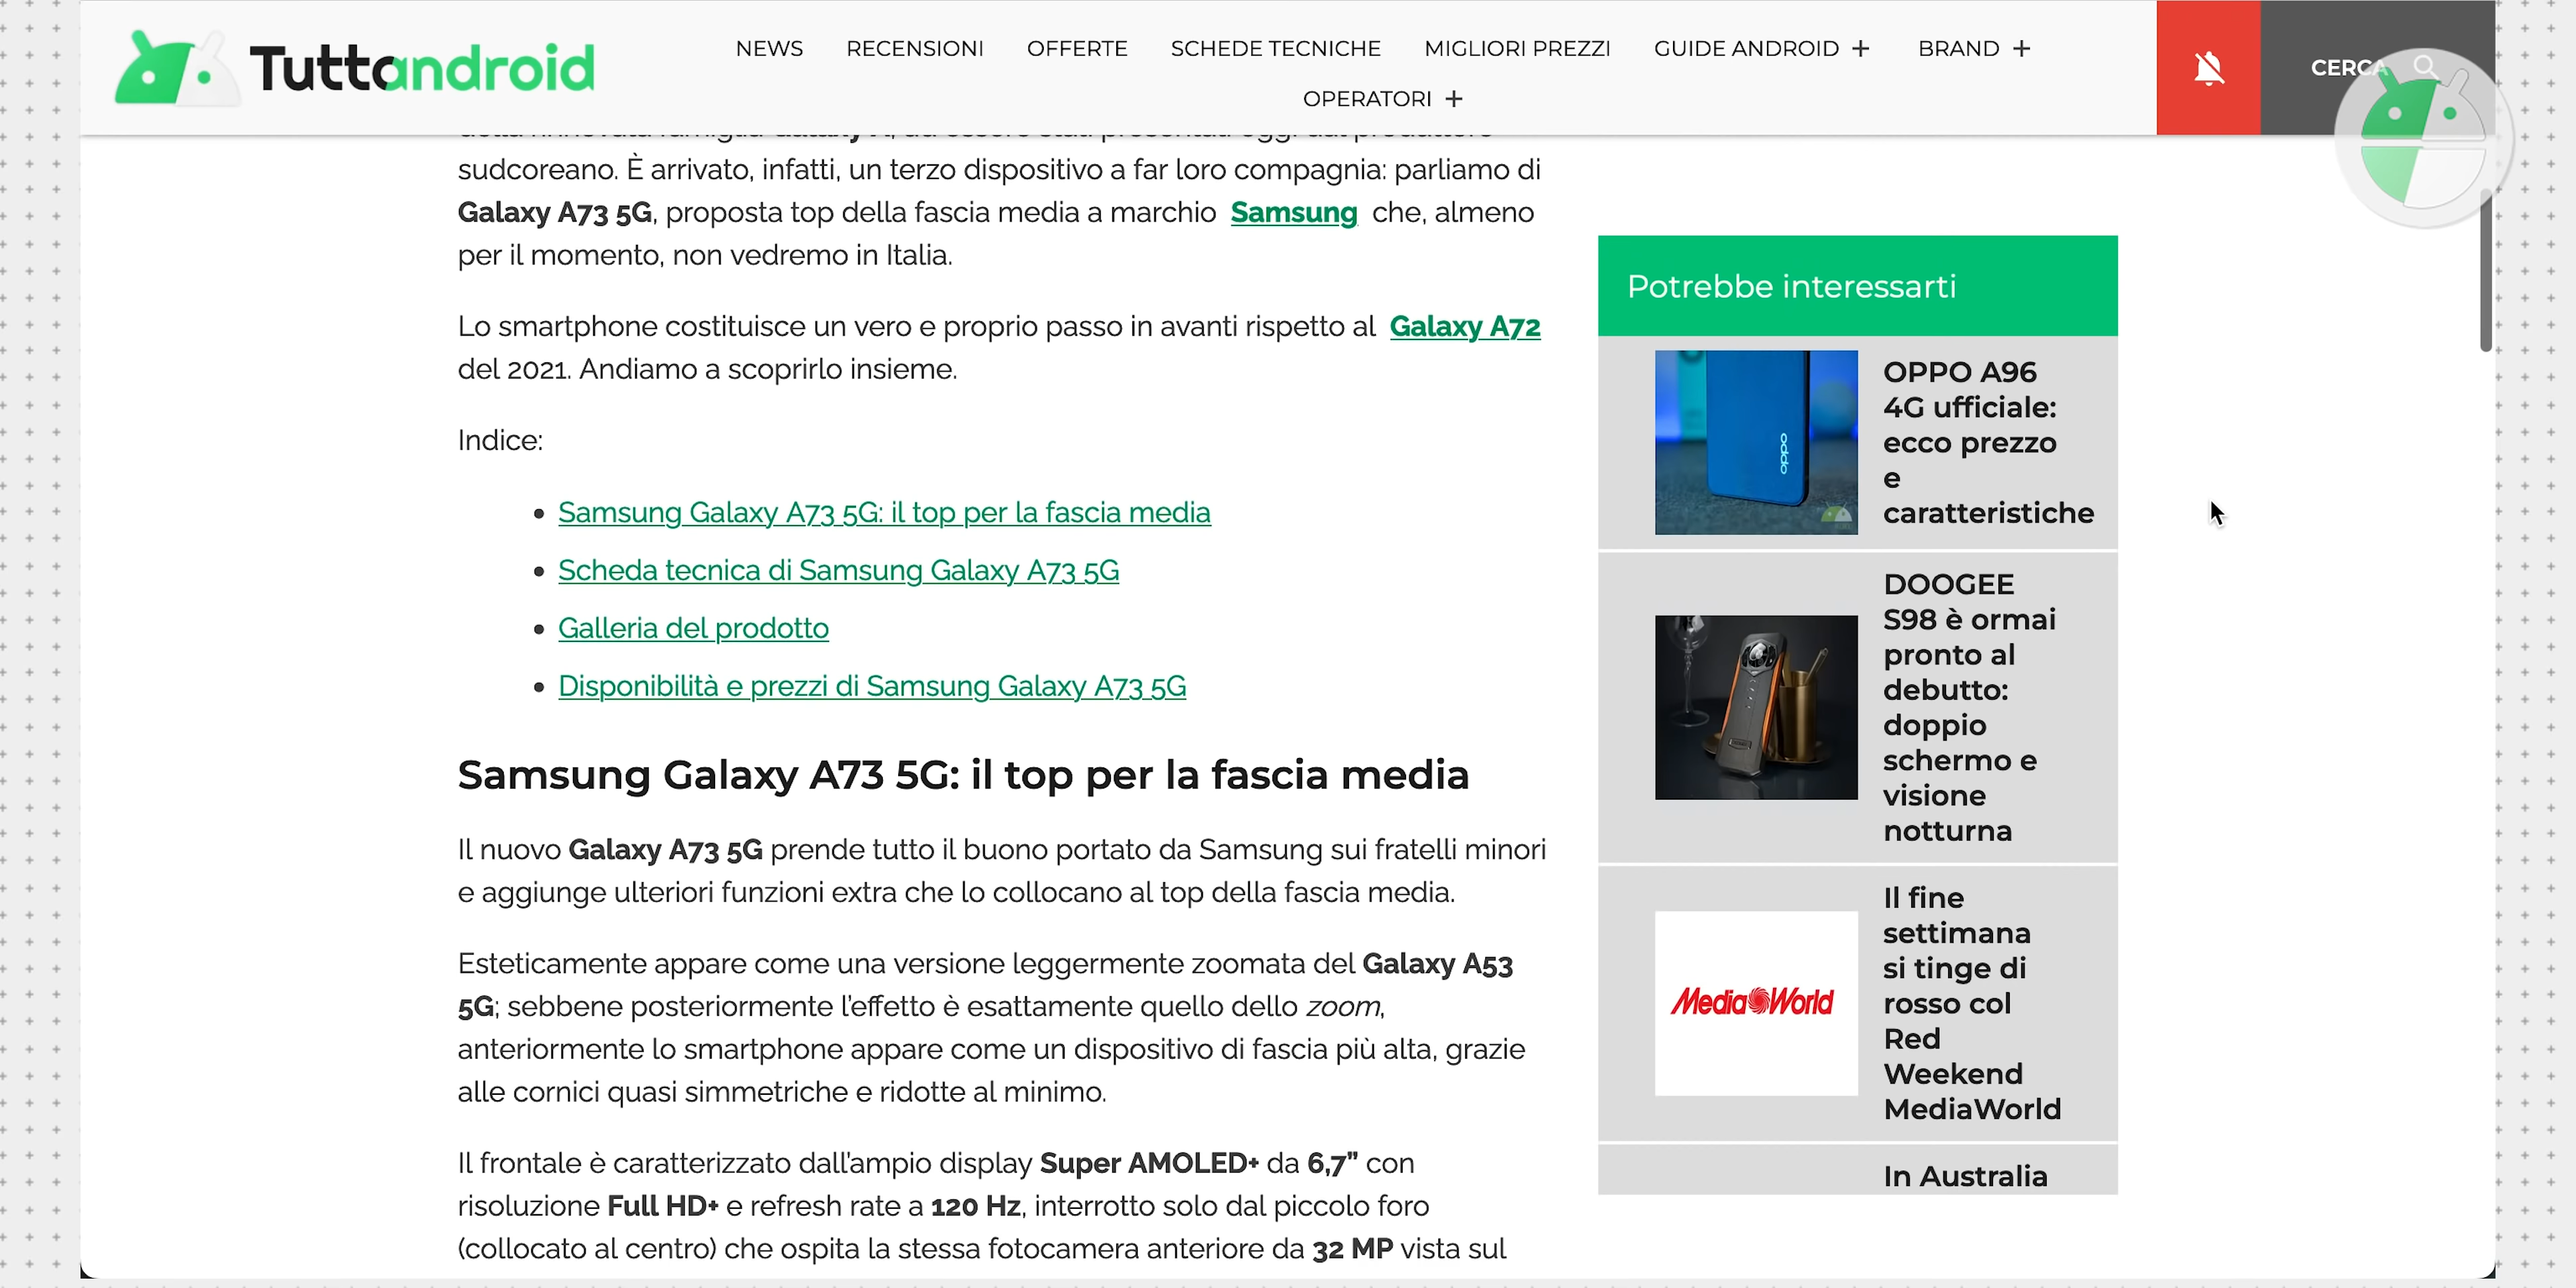 Tuttoandroid
NEWS RECENSIONI OFFERTE SCHEDE TECNICHE MIGLIORI PREZZI GUIDE ANDROID + BRAND +
OPERATORI +
CERCA
sudcoreano. È arrivato, infatti, un terzo dispositivo a far loro compagnia: parliamo di
Galaxy A73 5G, proposta top della fascia media a marchio Samsung che, almeno
per il momento, non vedremo in Italia.
Lo smartphone costituisce un vero e proprio passo in avanti rispetto al Galaxy A72
del 2021. Andiamo a scoprirlo insieme.
Indice:
• Samsung Galaxy A73 5G: il top per la fascia media
• Scheda tecnica di Samsung Galaxy A73 5G
• Galleria del prodotto
• Disponibilità e prezzi di Samsung Galaxy A73 5G
Samsung Galaxy A73 5G: il top per la fascia media
Il nuovo Galaxy A73 5G prende tutto il buono portato da Samsung sui fratelli minori
e aggiunge ulteriori funzioni extra che lo collocano al top della fascia media.
Esteticamente appare come una versione leggermente zoomata del Galaxy A53
5G; sebbene posteriormente l'effetto è esattamente quello dello zoom,
anteriormente lo smartphone appare come un dispositivo di fascia più alta, grazie
alle cornici quasi simmetriche e ridotte al minimo.
Il frontale è caratterizzato dall'ampio display Super AMOLED+ da 6,7” con
risoluzione Full HD+ e refresh rate a 120 Hz, interrotto solo dal piccolo foro
(collocato al centro) che ospita la stessa fotocamera anteriore da 32 MP vista sul
Potrebbe interessarti
oppo
OPPO A96
4G ufficiale:
ecco prezzo
e
caratteristiche
DOOGEE
S98 è ormai
pronto al
debutto:
doppio
schermo e
visione
notturna
MediaWorld
Il fine
settimana
si tinge di
rosso col
Red
Weekend
MediaWorld
In Australia